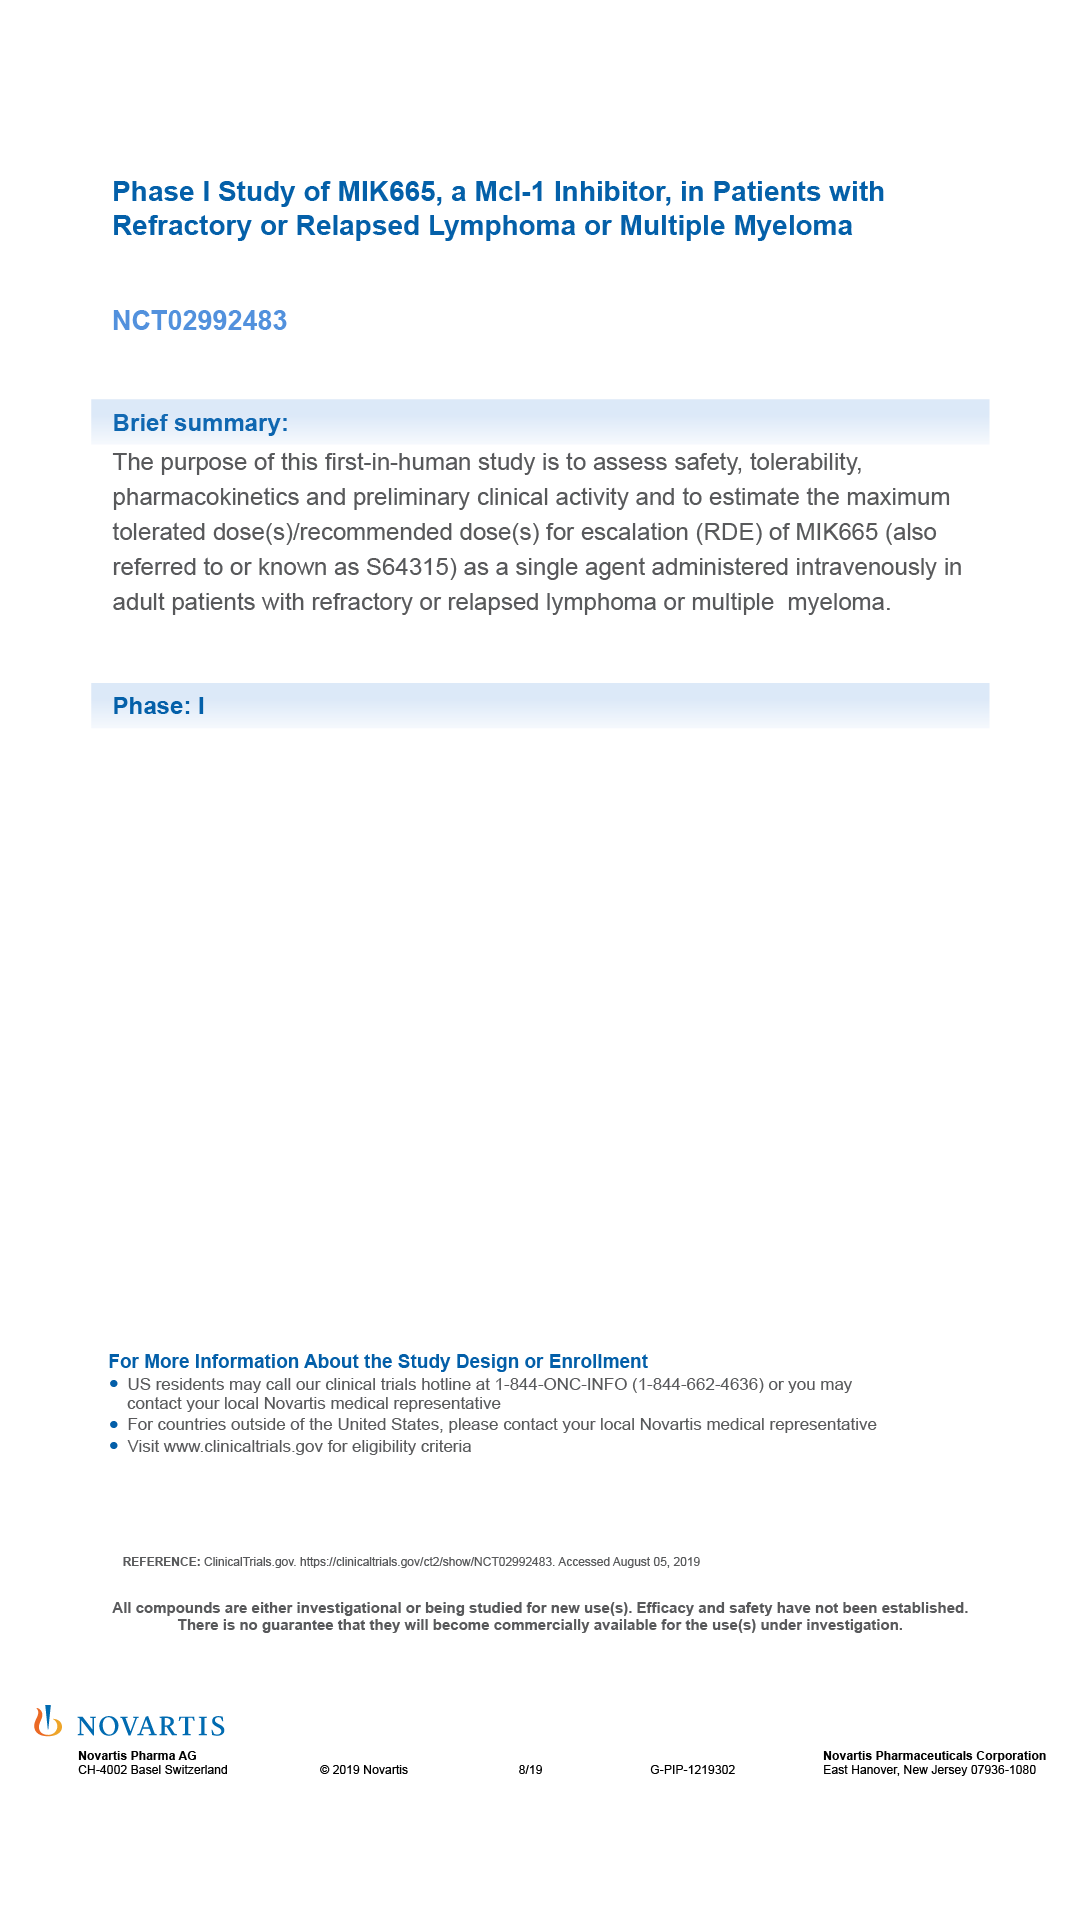 Phase I Study of MIK665, a Mcl-1 Inhibitor, in Patients with
Refractory or Relapsed Lymphoma or Multiple Myeloma
NCT02992483
Brief summary:
The purpose of this first-in-human study is to assess safety, tolerability,
pharmacokinetics and preliminary clinical activity and to estimate the maximum
tolerated dose(s)/recommended dose(s) for escalation (RDE) of MIK665 (also
referred to or known as S64315) as a single agent administered intravenously in
adult patients with refractory or relapsed lymphoma or multiple  myeloma.
Phase: I
For More Information About the Study Design or Enrollment
• US residents may call our clinical trials hotline at 1-844-ONC-INFO (1-844-662-4636) or you may
contact your local Novartis medical representative
• For countries outside of the United States, please contact your local Novartis medical representative
• Visit www.clinicaltrials.gov for eligibility criteria
REFERENCE: ClinicalTrials.gov. https://clinicaltrials.gov/ct2/show/NCT02992483. Accessed August 05, 2019
All compounds are either investigational or being studied for new use(s). Efficacy and safety have not been established.
There is no guarantee that they will become commercially available for the use(s) under investigation.
NOVARTIS
Novartis Pharma AG
CH-4002 Basel Switzerland
© 2019 Novartis
8/19
G-PIP-1219302
Novartis Pharmaceuticals Corporation
East Hanover, New Jersey 07936-1080